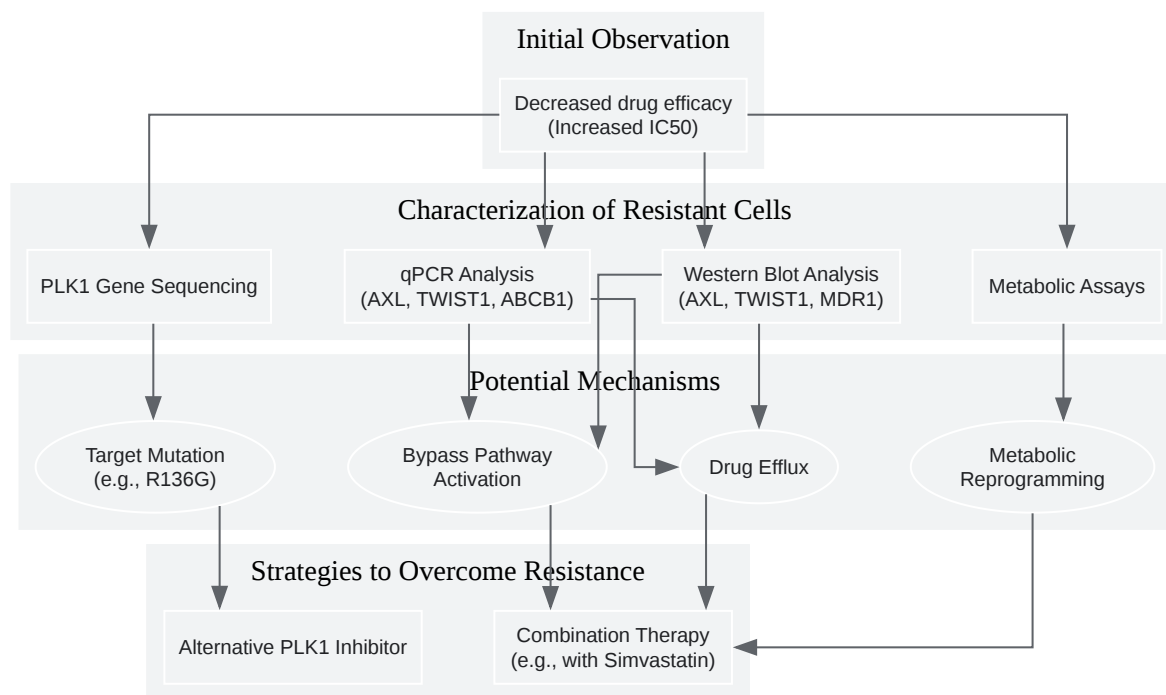 Initial Observation
Decreased drug efficacy
(Increased IC50)
Characterization of Resistant Cells
PLK1 Gene Sequencing
qPCR Analysis
(AXL, TWIST1, ABCB1)
Western Blot Analysis
(AXL, TWIST1, MDR1)
Metabolic Assays
Potential Mechanisms
Target Mutation
(e.g., R136G)
Bypass Pathway
Activation
Drug Efflux
Metabolic
Reprogramming
Strategies to Overcome Resistance
Alternative PLK1 Inhibitor
Combination Therapy
(e.g., with Simvastatin)